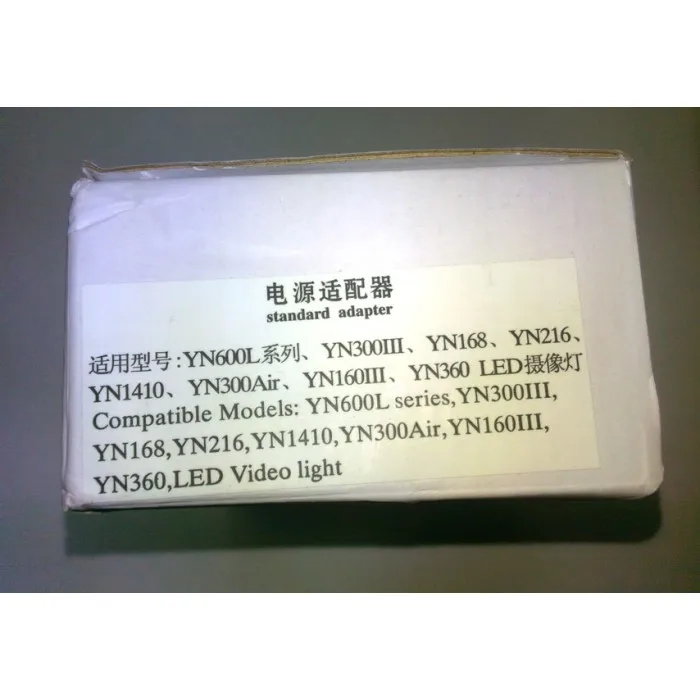 电源适配器
standard adapter
适用型号:YN600L系列、YN300III、YN168、YN216、
YN1410、YN300Air、YN160III、YN360 LED摄像灯
Compatible Models: YN600L series,YN300III,
YN168,YN216,YN1410,YN300Air,YN160III,
YN360,LED Video light